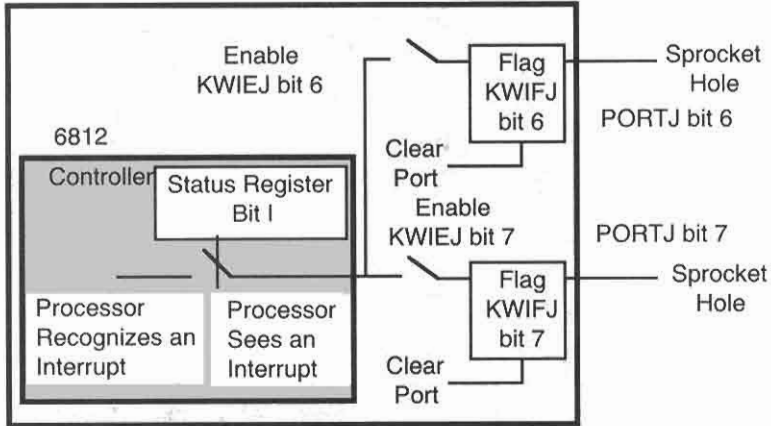 Enable
KWIEJ bit 6
Flag
KWIFJ
bit 6
Sprocket
Hole
PORTJ bit 6
6812
Controller
Status Register
Bit I
Clear
Port
Enable
KWIEJ bit 7
PORTJ bit 7
Flag
KWIFJ
bit 7
Sprocket
Hole
Processor
Recognizes an
Interrupt
Processor
Sees an
Interrupt
Clear
Port